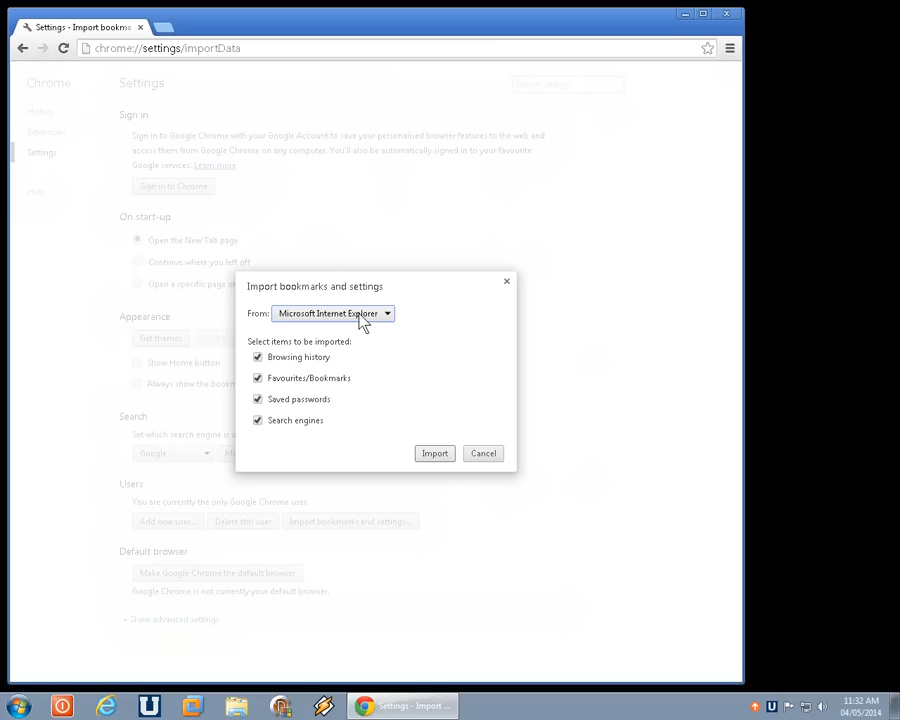 Settings - Import bookma
chrome://settings/importData
Chrome
Settings
Search settings
History
Extensions
Settings
Help
Sign in
Sign in to Google Chrome with your Google Account to save your personalised browser features to the web and
access them from Google Chrome on any computer. You'll also be automatically signed in to your favourite
Google services. Learn more
Sign in to Chrome
On start-up
Open the New Tab page
Continue where you left off
Open a specific page or
Appearance
Get themes
Show Home button
Always show the bookm
Search
Set which search engine is
Google
Users
You are currently the only Google Chrome user.
Add new user...
Delete this user
Import bookmarks and settings...
Default browser
Make Google Chrome the default browser
Google Chrome is not currently your default browser.
+ Show advanced settings
Import bookmarks and settings
From: Microsoft Internet Explorer
Select items to be imported:
Browsing history
Favourites/Bookmarks
Saved passwords
Search engines
Import
Cancel
Settings - Import ...
11:32 AM
04/05/2014